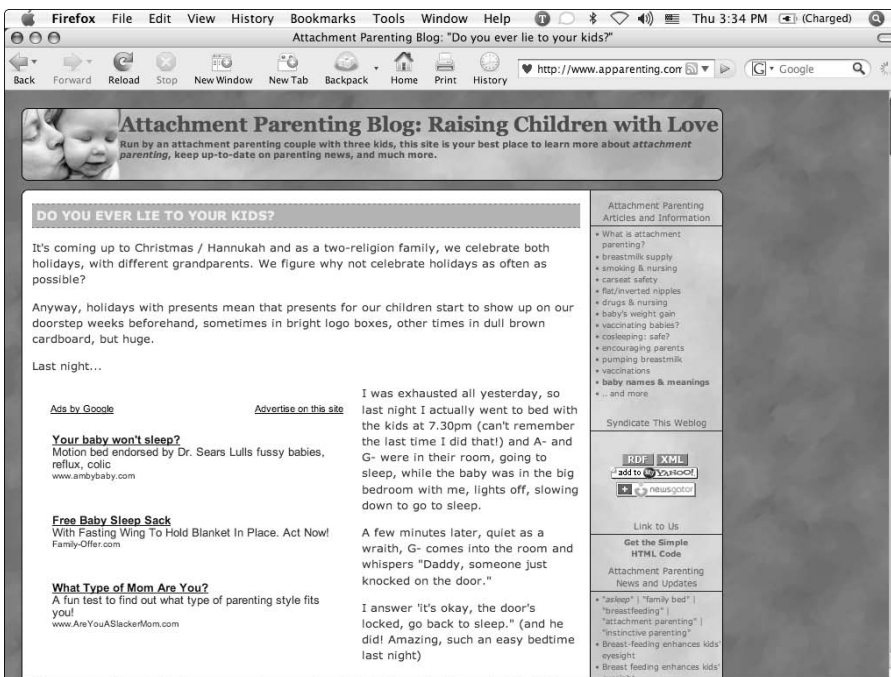 Firefox File Edit View History Bookmarks Tools Window Help Thu 3:34 PM (Charged)
Attachment Parenting Blog: "Do you ever lie to your kids?"
Back Forward Reload Stop New Window New Tab Backpack Home Print History http://www.apparenting.com Google
Attachment Parenting Blog: Raising Children with Love
Run by an attachment parenting couple with three kids, this site is your best place to learn more about attachment
parenting, keep up-to-date on parenting news, and much more.
DO YOU EVER LIE TO YOUR KIDS?
It's coming up to Christmas / Hannukah and as a two-religion family, we celebrate both
holidays, with different grandparents. We figure why not celebrate holidays as often as
possible?
Anyway, holidays with presents mean that presents for our children start to show up on our
doorstep weeks beforehand, sometimes in bright logo boxes, other times in dull brown
cardboard, but huge.
Last night...
Ads by Google Advertise on this site
Your baby won't sleep?
Motion bed endorsed by Dr. Sears Lulls fussy babies,
reflux, colic
www.ambybaby.com
Free Baby Sleep Sack
With Fasting Wing To Hold Blanket In Place. Act Now!
Family-Offer.com
What Type of Mom Are You?
A fun test to find out what type of parenting style fits
you!
www.AreYouASlackerMom.com
I was exhausted all yesterday, so
last night I actually went to bed with
the kids at 7.30pm (can't remember
the last time I did that!) and A- and
G- were in their room, going to
sleep, while the baby was in the big
bedroom with me, lights off, slowing
down to go to sleep.
A few minutes later, quiet as a
wraith, G- comes into the room and
whispers "Daddy, someone just
knocked on the door."
I answer 'it's okay, the door's
locked, go back to sleep." (and he
did! Amazing, such an easy bedtime
last night)
Attachment Parenting
Articles and Information
• What is attachment
parenting?
• breastmilk supply
• smoking & nursing
• carseat safety
• flat/inverted nipples
• drugs & nursing
• baby's weight gain
• vaccinating babies?
• cosleeping: safe?
• encouraging parents
• pumping breastmilk
• vaccinations
• baby names & meanings
• .. and more
Syndicate This Weblog
RDF XML
add to My YAHOO!
newsgator
Link to Us
Get the Simple
HTML Code
Attachment Parenting
News and Updates
• "asleep" | "family bed" |
"breastfeeding" |
"attachment parenting" |
"instinctive parenting"
• Breast-feeding enhances kids'
eyesight
• Breast feeding enhances kids'